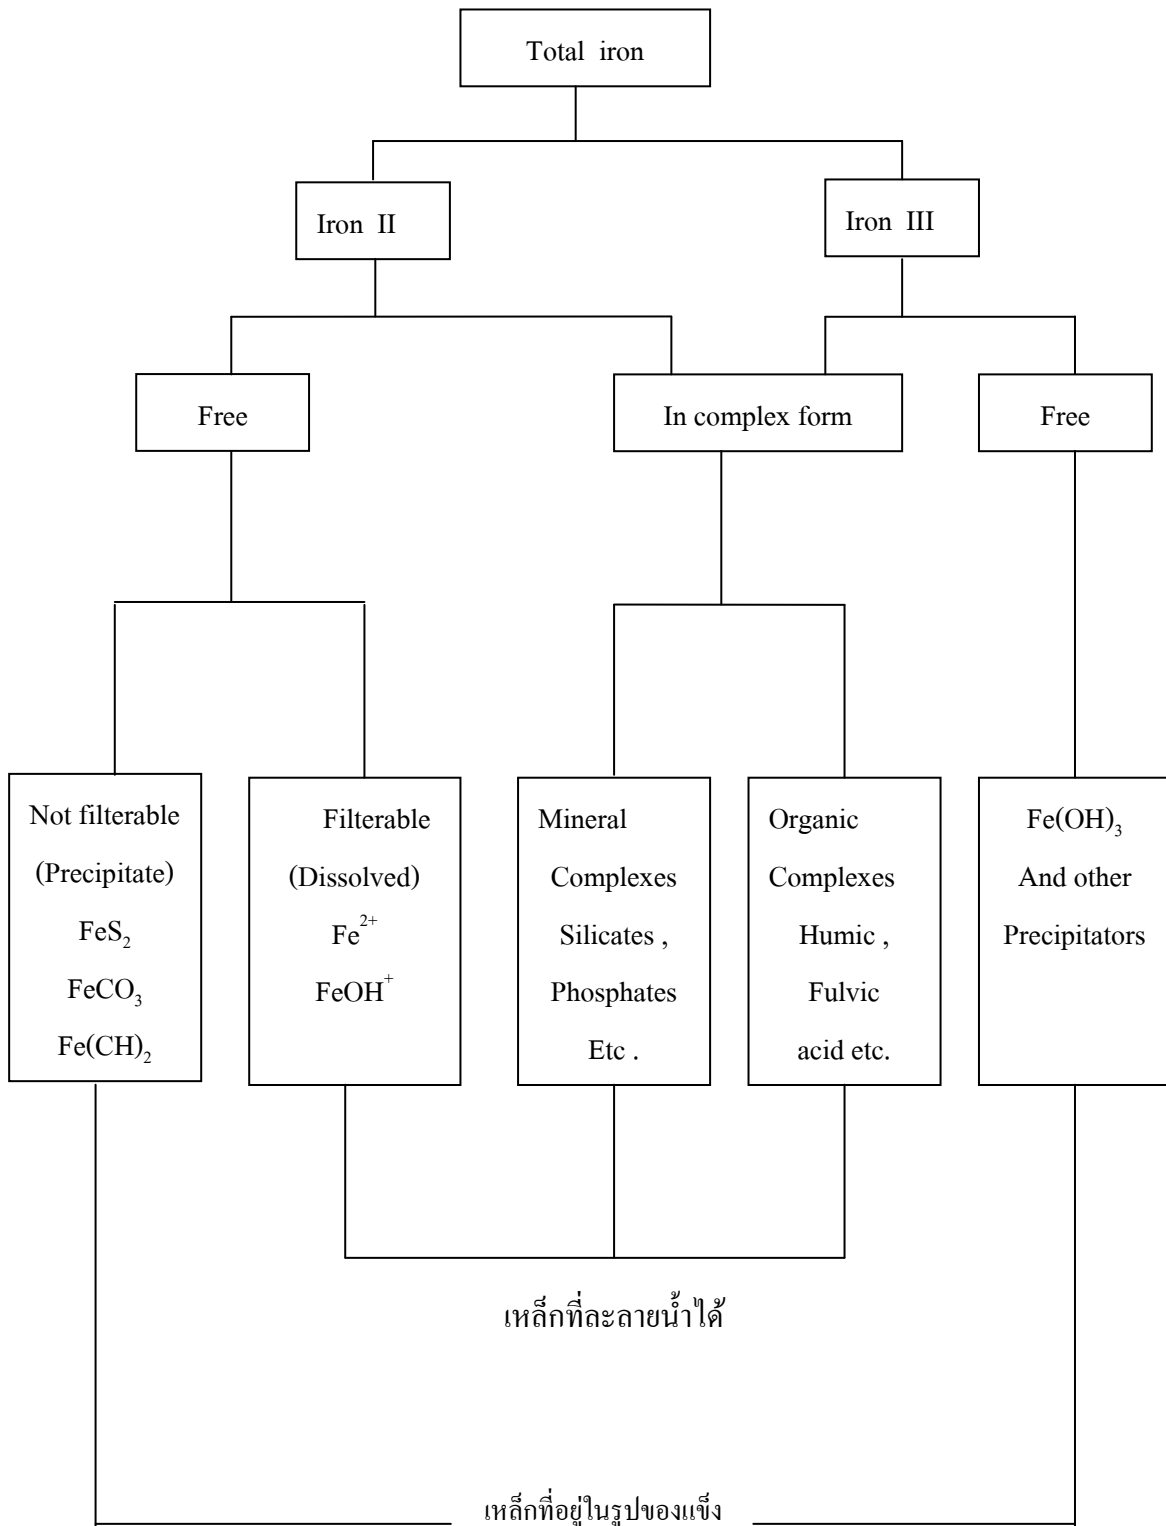 Total iron
Iron II
Iron III
Free
In complex form
Free
Not filterable
(Precipitate)
FeS₂
FeCO₃
Fe(CH)₂
Filterable
(Dissolved)
Fe²⁺
FeOH⁺
Mineral
Complexes
Silicates ,
Phosphates
Etc .
Organic
Complexes
Humic ,
Fulvic
acid etc.
Fe(OH)₃
And other
Precipitators
เหล็กที่ละลายน้ำได้
เหล็กที่อยู่ในรูปของแข็ง